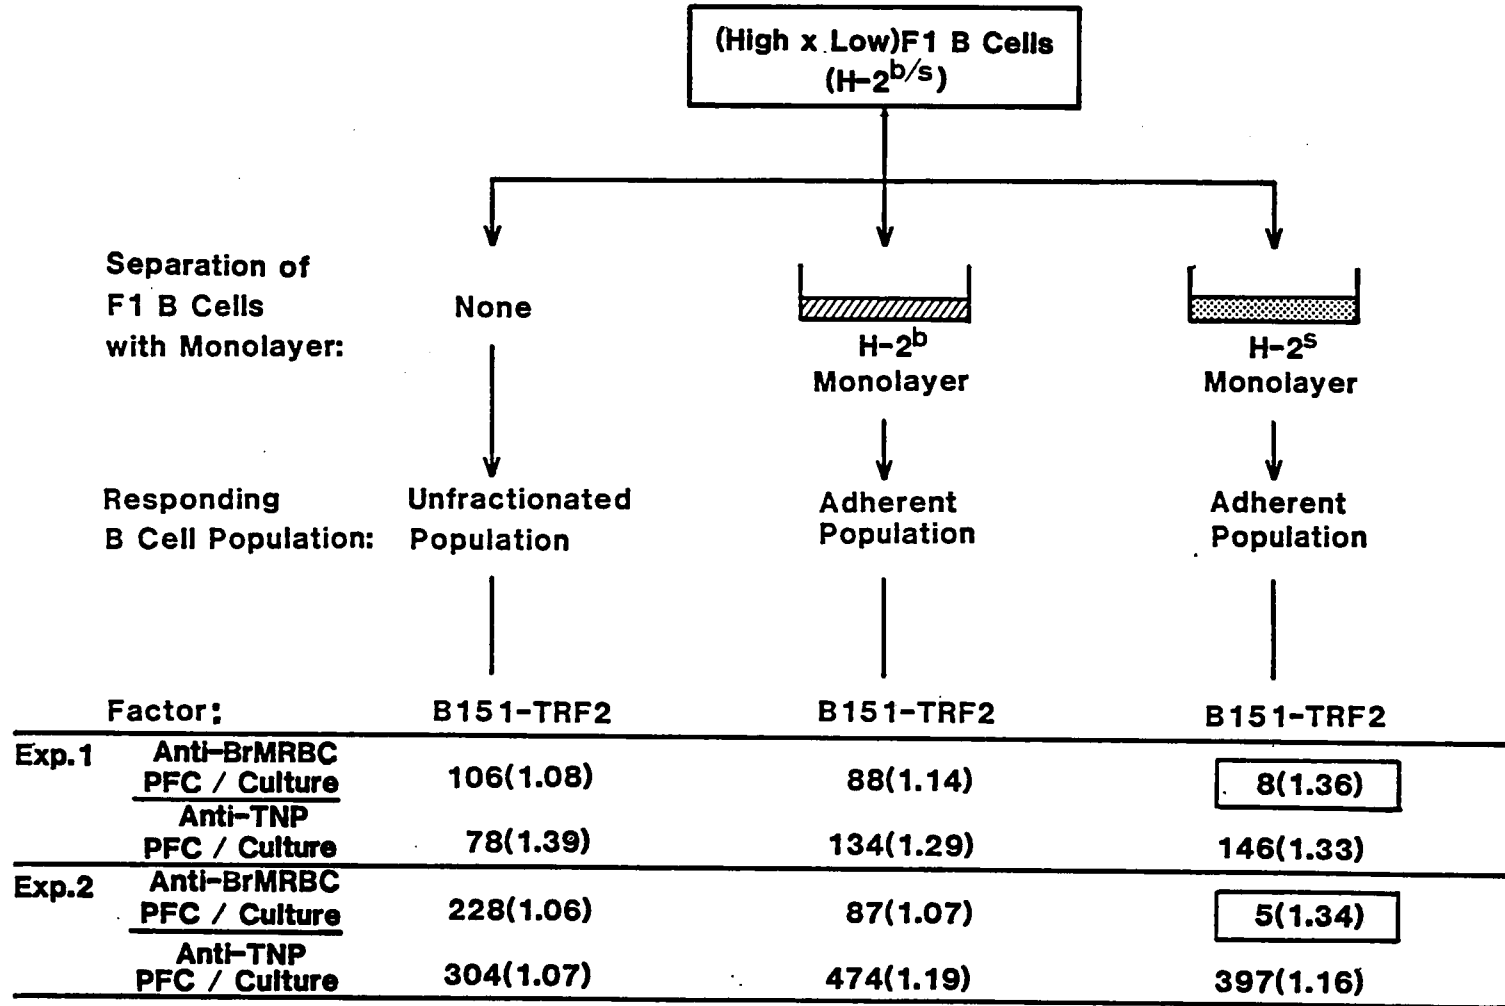 (High x Low)F1 B Cells
(H-2b/s)
Separation of
F1 B Cells
with Monolayer:
None
H-2b
Monolayer
H-2s
Monolayer
Responding
B Cell Population:
Unfractionated
Population
Adherent
Population
Adherent
Population
Factor: B151-TRF2 B151-TRF2 B151-TRF2
Exp.1 Anti-BrMRBC
PFC / Culture 106(1.08) 88(1.14) 8(1.36)
Anti-TNP
PFC / Culture 78(1.39) 134(1.29) 146(1.33)
Exp.2 Anti-BrMRBC
PFC / Culture 228(1.06) 87(1.07) 5(1.34)
Anti-TNP
PFC / Culture 304(1.07) 474(1.19) 397(1.16)